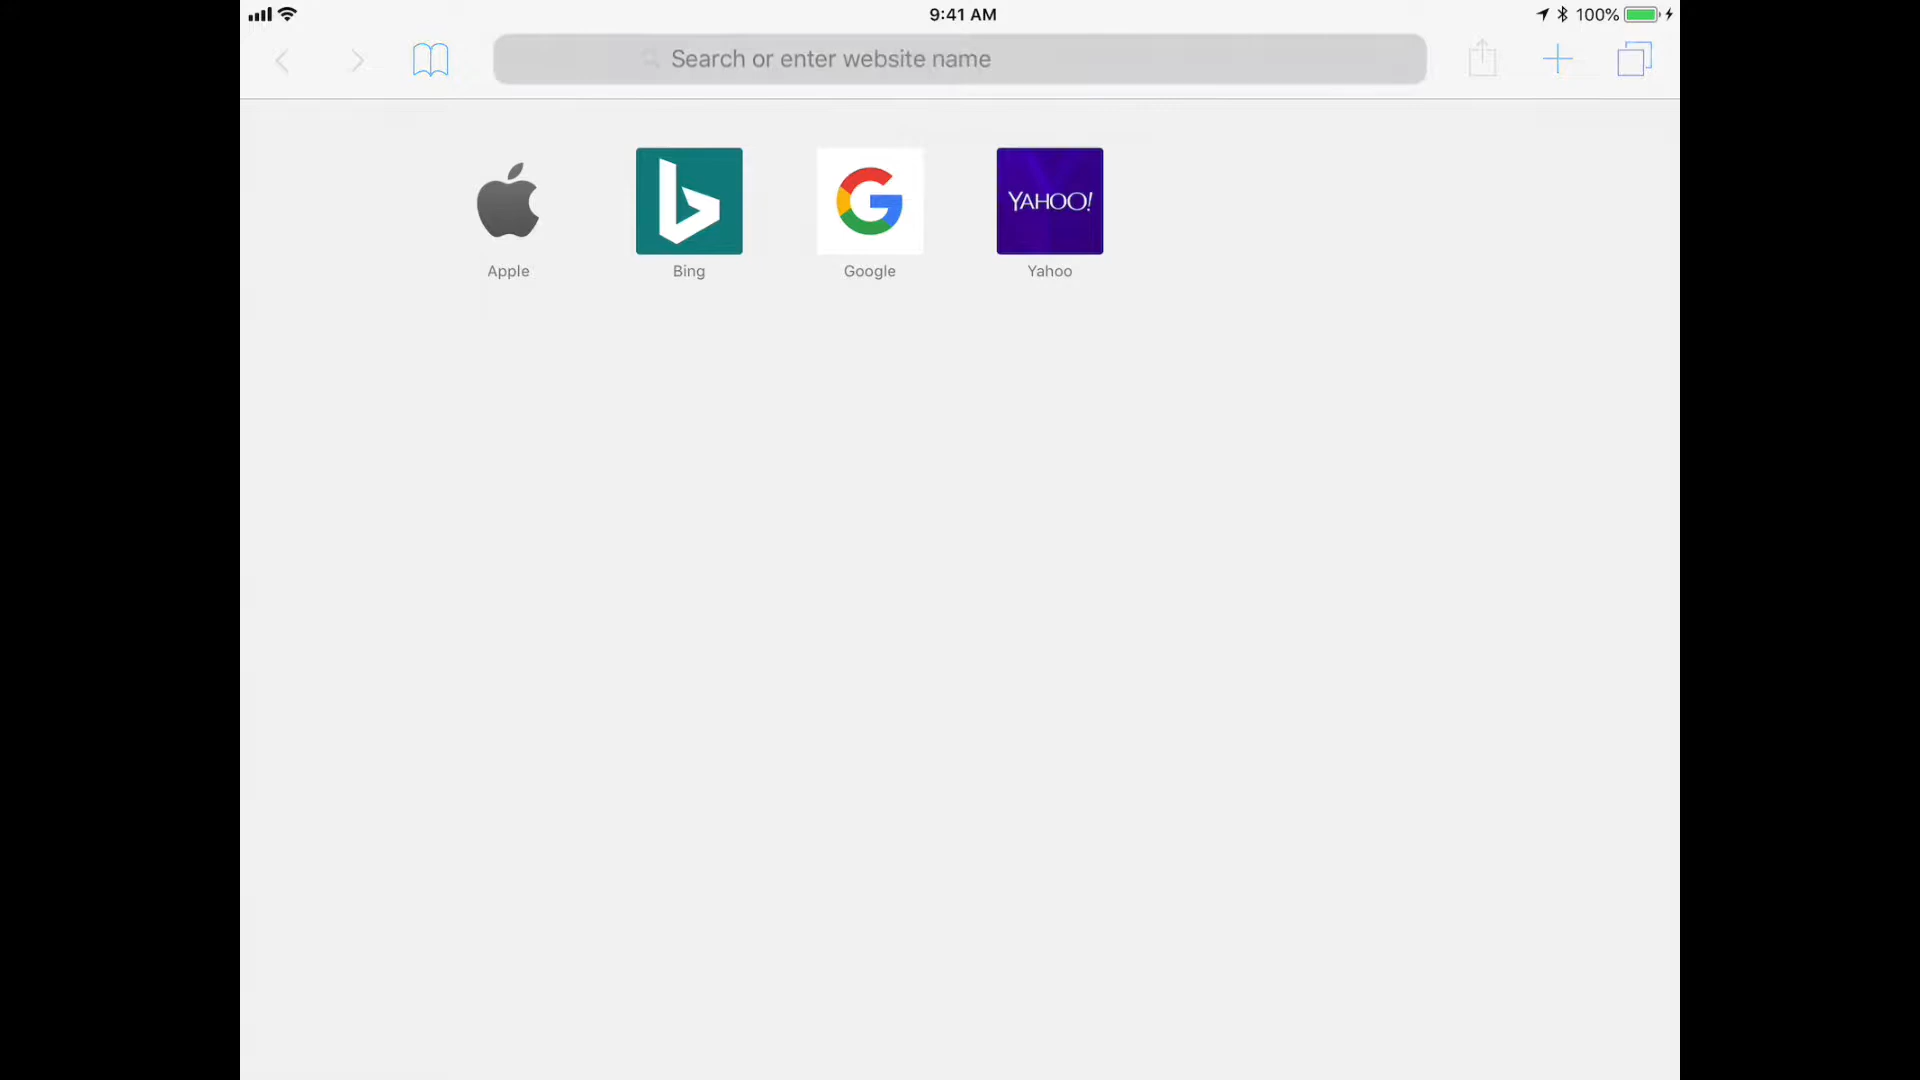 9:41 AM
100%
Search or enter website name
YAHOO!
Apple
Bing
Google
Yahoo